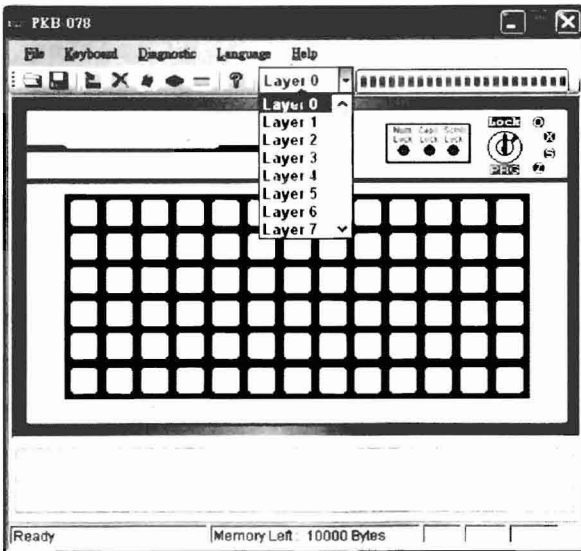 PKB-078
File Keyboard Diagnostic Language Help
Layer 0
Layer 0
Layer 1
Layer 2
Layer 3
Layer 4
Layer 5
Layer 6
Layer 7
Num Lock Caps Lock Scroll Lock
Lock
PRG
Ready Memory Left : 10000 Bytes